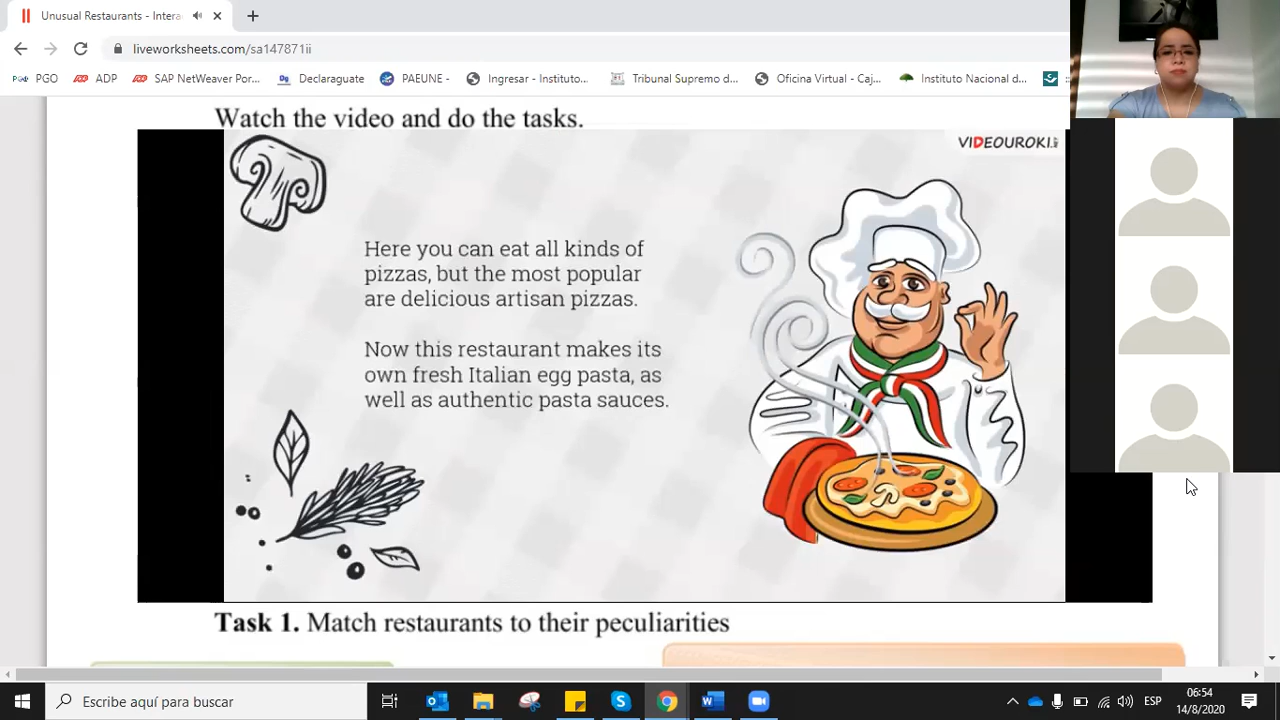 Unusual Restaurants - Intera
liveworksheets.com/sa147871ii
PGO
ADP
SAP NetWeaver Por...
Declaraguate
PAEUNE -
Ingresar - Instituto...
Tribunal Supremo d...
Oficina Virtual - Caj...
Instituto Nacional d...
Watch the video and do the tasks.
VIDEOUROKI
Here you can eat all kinds of
pizzas, but the most popular
are delicious artisan pizzas.
Now this restaurant makes its
own fresh Italian egg pasta, as
well as authentic pasta sauces.
Task 1. Match restaurants to their peculiarities
Escribe aquí para buscar
ESP
06:54
14/8/2020